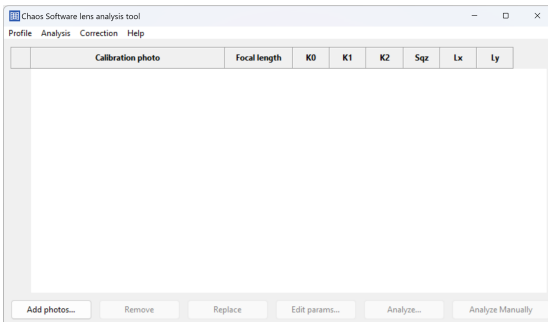 Chaos Software lens analysis tool
Profile Analysis Correction Help
Calibration photo Focal length K0 K1 K2 Sqz Lx Ly
Add photos... Remove Replace Edit params... Analyze... Analyze Manually